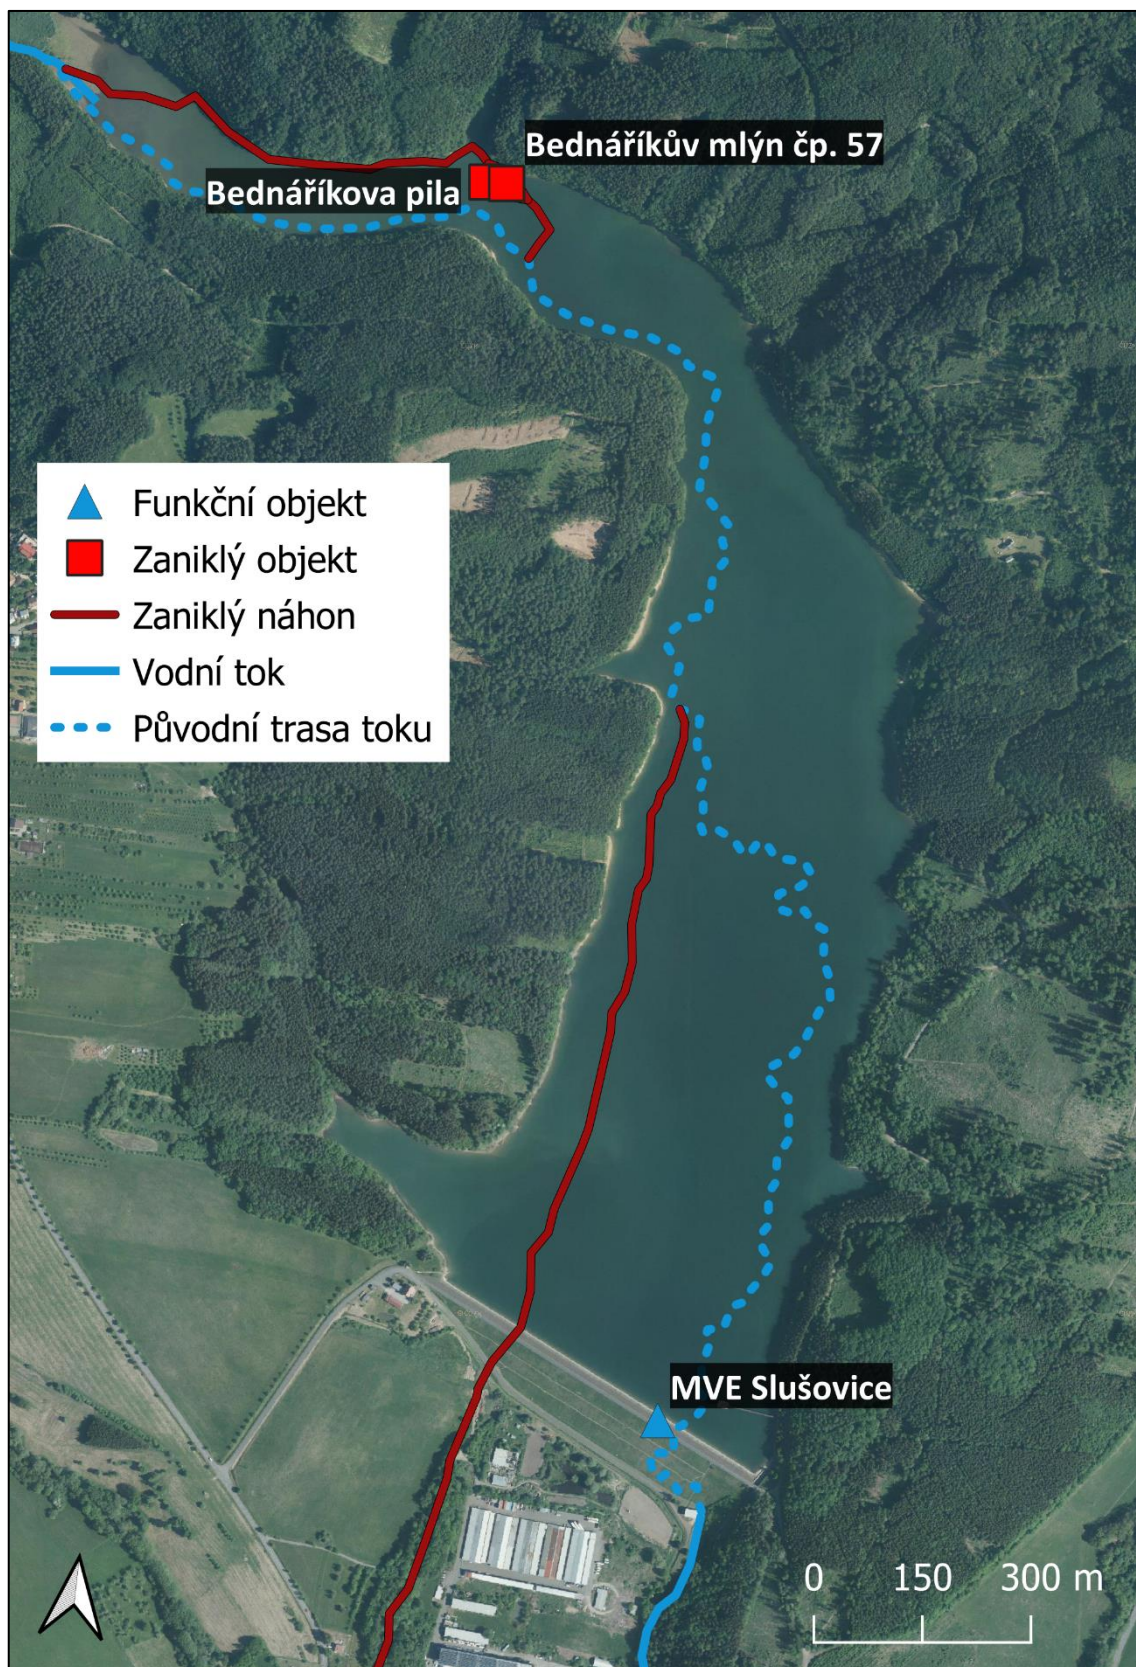 Bednáříkův mlýn čp. 57
Bednáříkova pila
Funkční objekt
Zaniklý objekt
Zaniklý náhon
Vodní tok
Původní trasa toku
MVE Slušovice
0 150 300 m